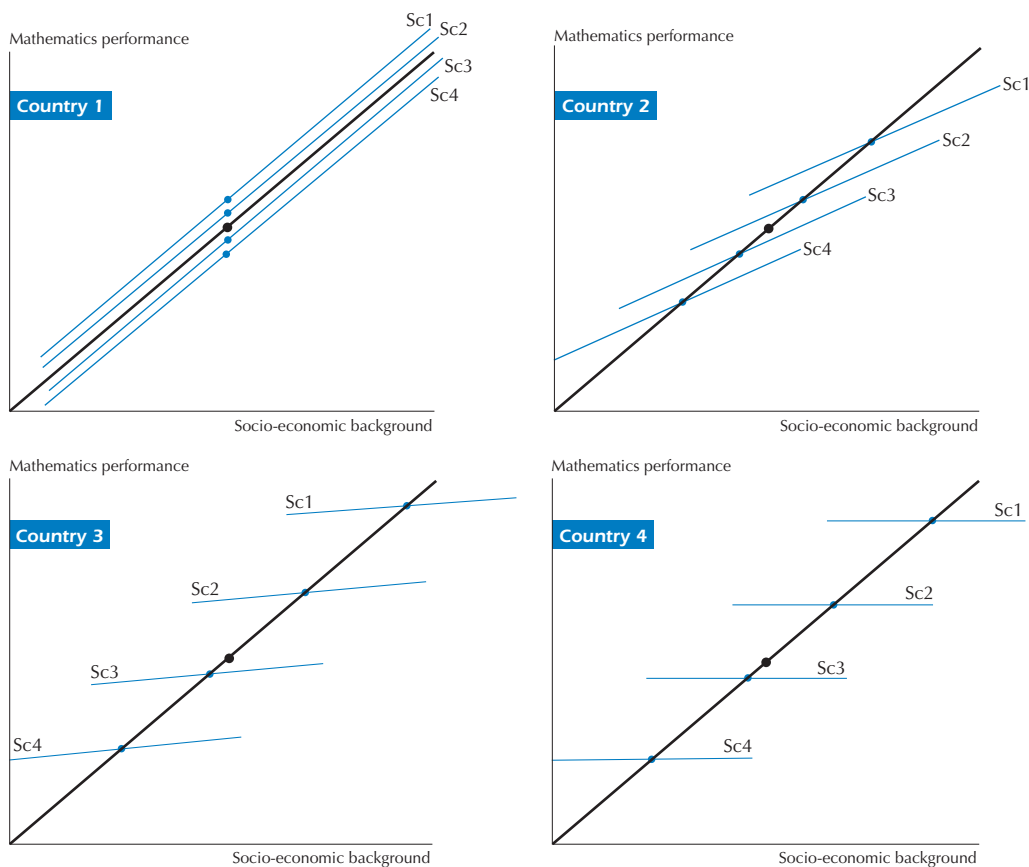 Mathematics performance
Country 1
Sc1
Sc2
Sc3
Sc4
Socio-economic background
Mathematics performance
Country 2
Sc1
Sc2
Sc3
Sc4
Socio-economic background
Mathematics performance
Country 3
Sc1
Sc2
Sc3
Sc4
Socio-economic background
Mathematics performance
Country 4
Sc1
Sc2
Sc3
Sc4
Socio-economic background